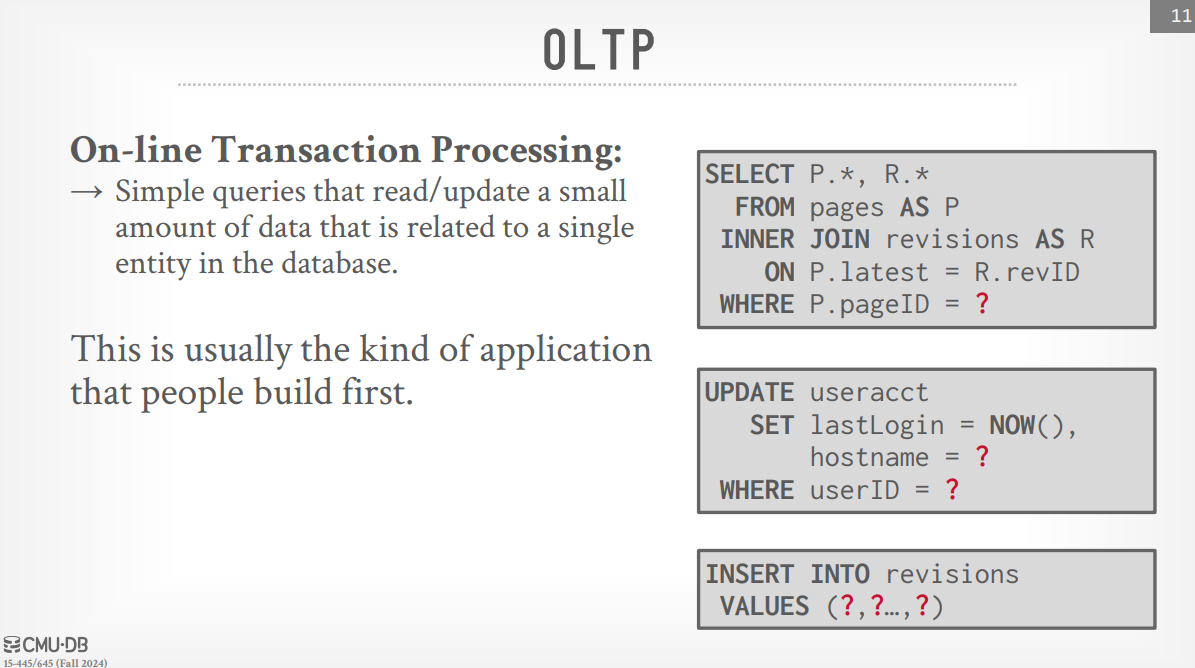 11
OLTP
On-line Transaction Processing:
→ Simple queries that read/update a small
amount of data that is related to a single
entity in the database.
This is usually the kind of application
that people build first.
SELECT P.*, R.*
FROM pages AS P
INNER JOIN revisions AS R
ON P.latest = R.revID
WHERE P.pageID = ?
UPDATE useracct
SET lastLogin = NOW(),
hostname = ?
WHERE userID = ?
INSERT INTO revisions
VALUES (?,?…,?)
CMU·DB
15-445/645 (Fall 2024)